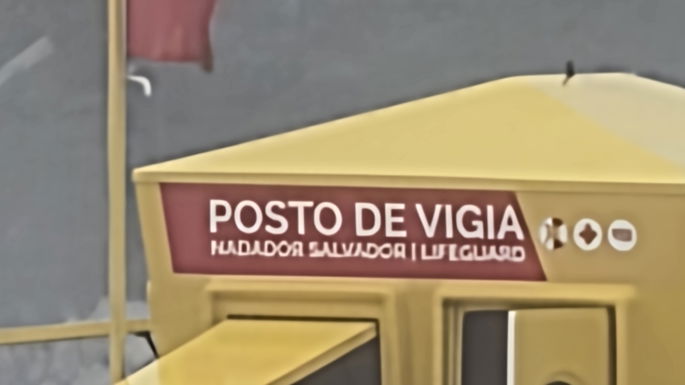 POSTO DE VIGIA
NADADOR SALVADOR | LIFEGUARD